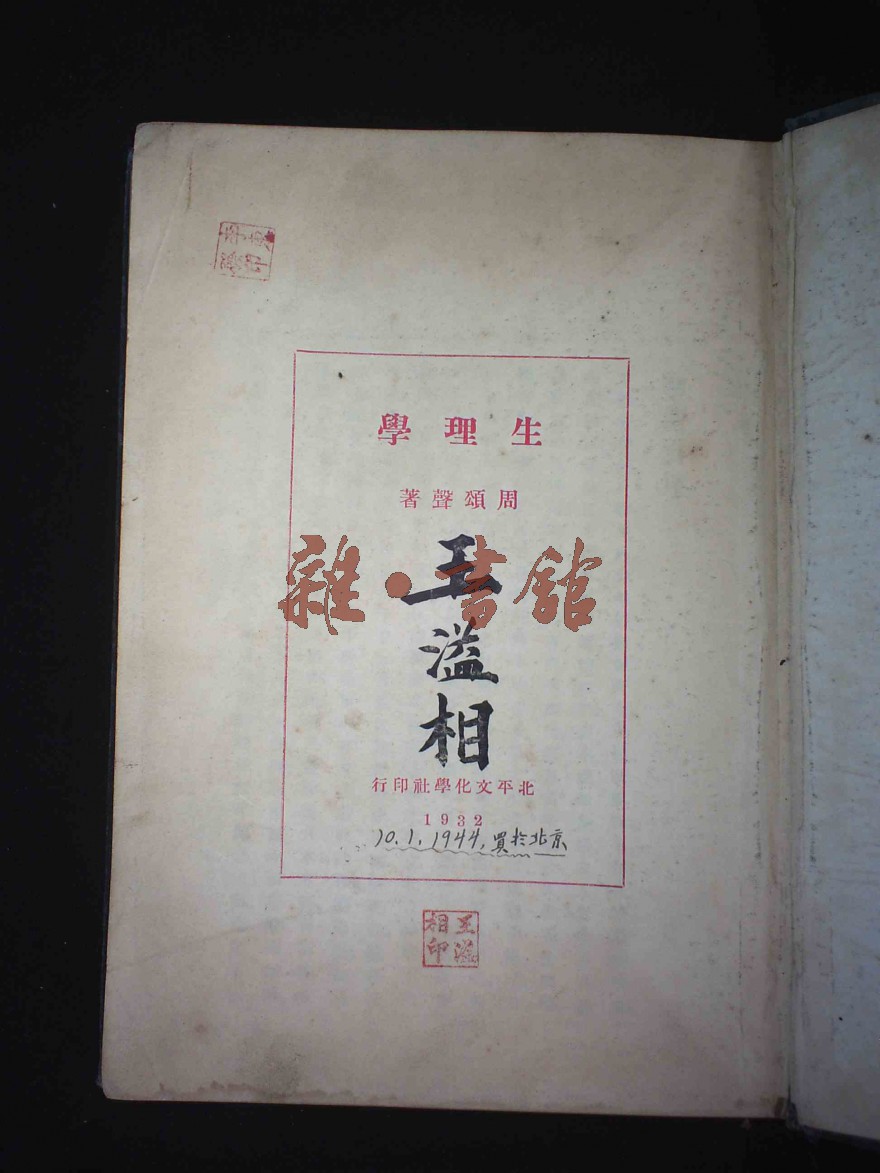 生理學
周頌聲著
雜·書館
王溢相
北平文化學社印行
1932
10.1.1944,買於北京
王溢相印